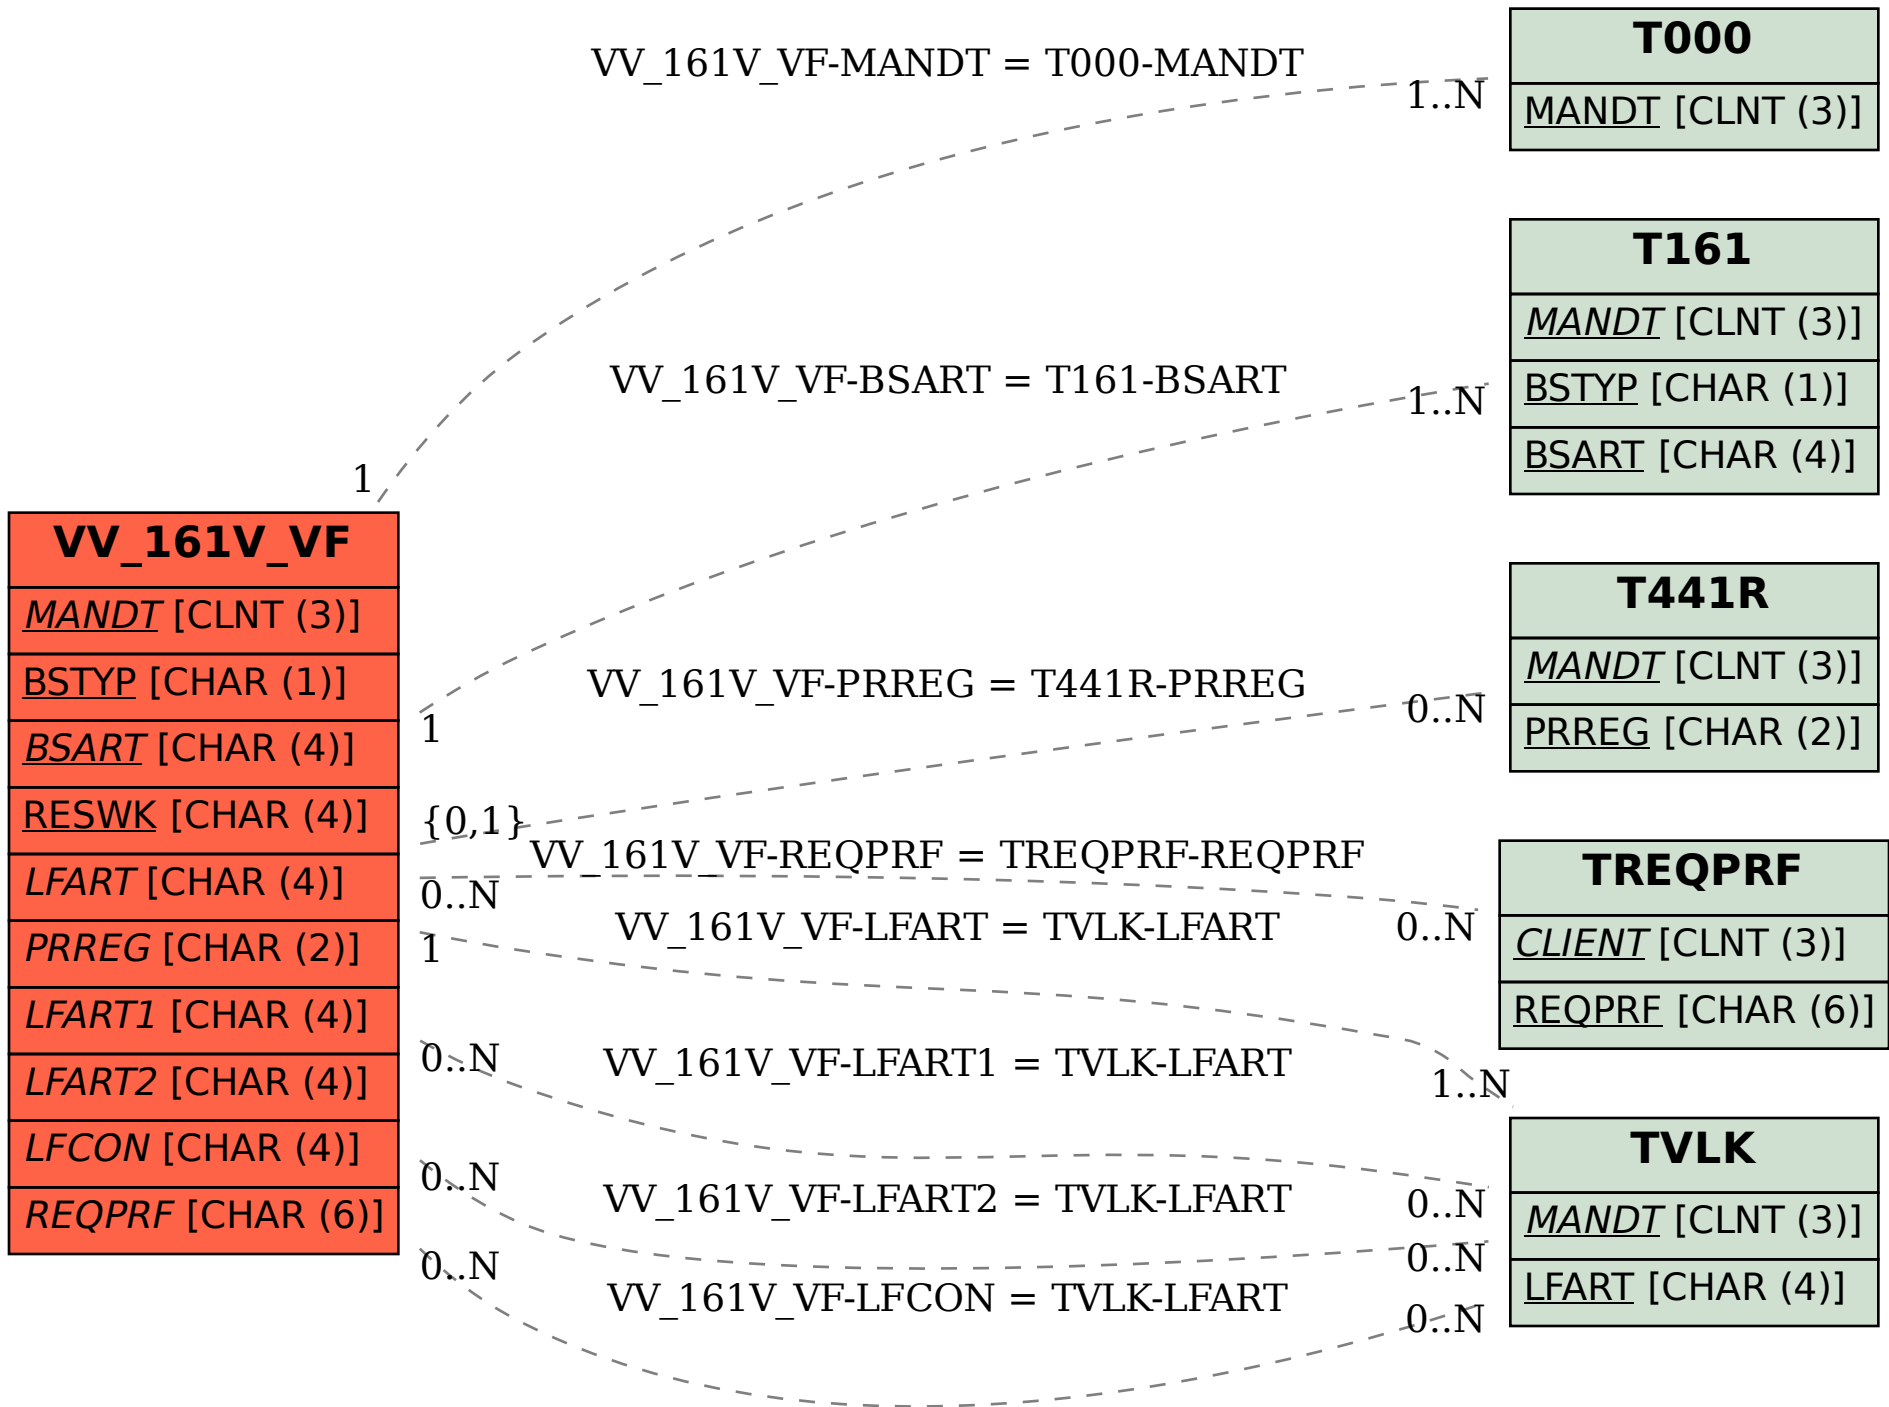 VV_161V_VF-MANDT = T000-MANDT
1..N
1
T000
MANDT [CLNT (3)]
VV_161V_VF-BSART = T161-BSART
1..N
1
T161
MANDT [CLNT (3)]
BSTYP [CHAR (1)]
BSART [CHAR (4)]
VV_161V_VF
MANDT [CLNT (3)]
BSTYP [CHAR (1)]
BSART [CHAR (4)]
RESWK [CHAR (4)]
LFART [CHAR (4)]
PRREG [CHAR (2)]
LFART1 [CHAR (4)]
LFART2 [CHAR (4)]
LFCON [CHAR (4)]
REQPRF [CHAR (6)]
VV_161V_VF-PRREG = T441R-PRREG
0..N
{0,1}
T441R
MANDT [CLNT (3)]
PRREG [CHAR (2)]
VV_161V_VF-REQPRF = TREQPRF-REQPRF
0..N
0..N
TREQPRF
CLIENT [CLNT (3)]
REQPRF [CHAR (6)]
VV_161V_VF-LFART = TVLK-LFART
1
1..N
VV_161V_VF-LFART1 = TVLK-LFART
0..N
0..N
VV_161V_VF-LFART2 = TVLK-LFART
0..N
0..N
VV_161V_VF-LFCON = TVLK-LFART
0..N
0..N
TVLK
MANDT [CLNT (3)]
LFART [CHAR (4)]